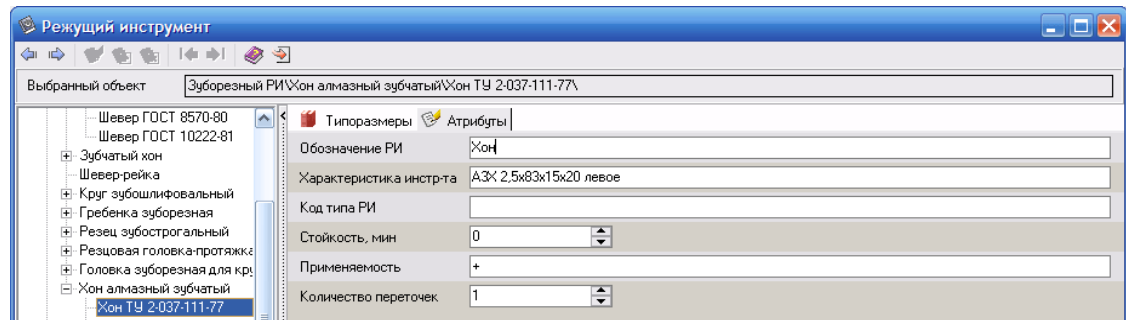 Режущий инструмент
Выбранный объект Зуборезный РИ\Хон алмазный зубчатый\Хон ТУ 2-037-111-77\
Шевер ГОСТ 8570-80
Шевер ГОСТ 10222-81
Зубчатый хон
Шевер-рейка
Круг зубошлифовальный
Гребенка зуборезная
Резец зубострогальный
Резцовая головка-протяжка
Головка зуборезная для кру
Хон алмазный зубчатый
Хон ТУ 2-037-111-77
Типоразмеры Атрибуты
Обозначение РИ Хон
Характеристика инстр-та АЗХ 2,5х83х15х20 левое
Код типа РИ
Стойкость, мин 0
Применяемость +
Количество переточек 1